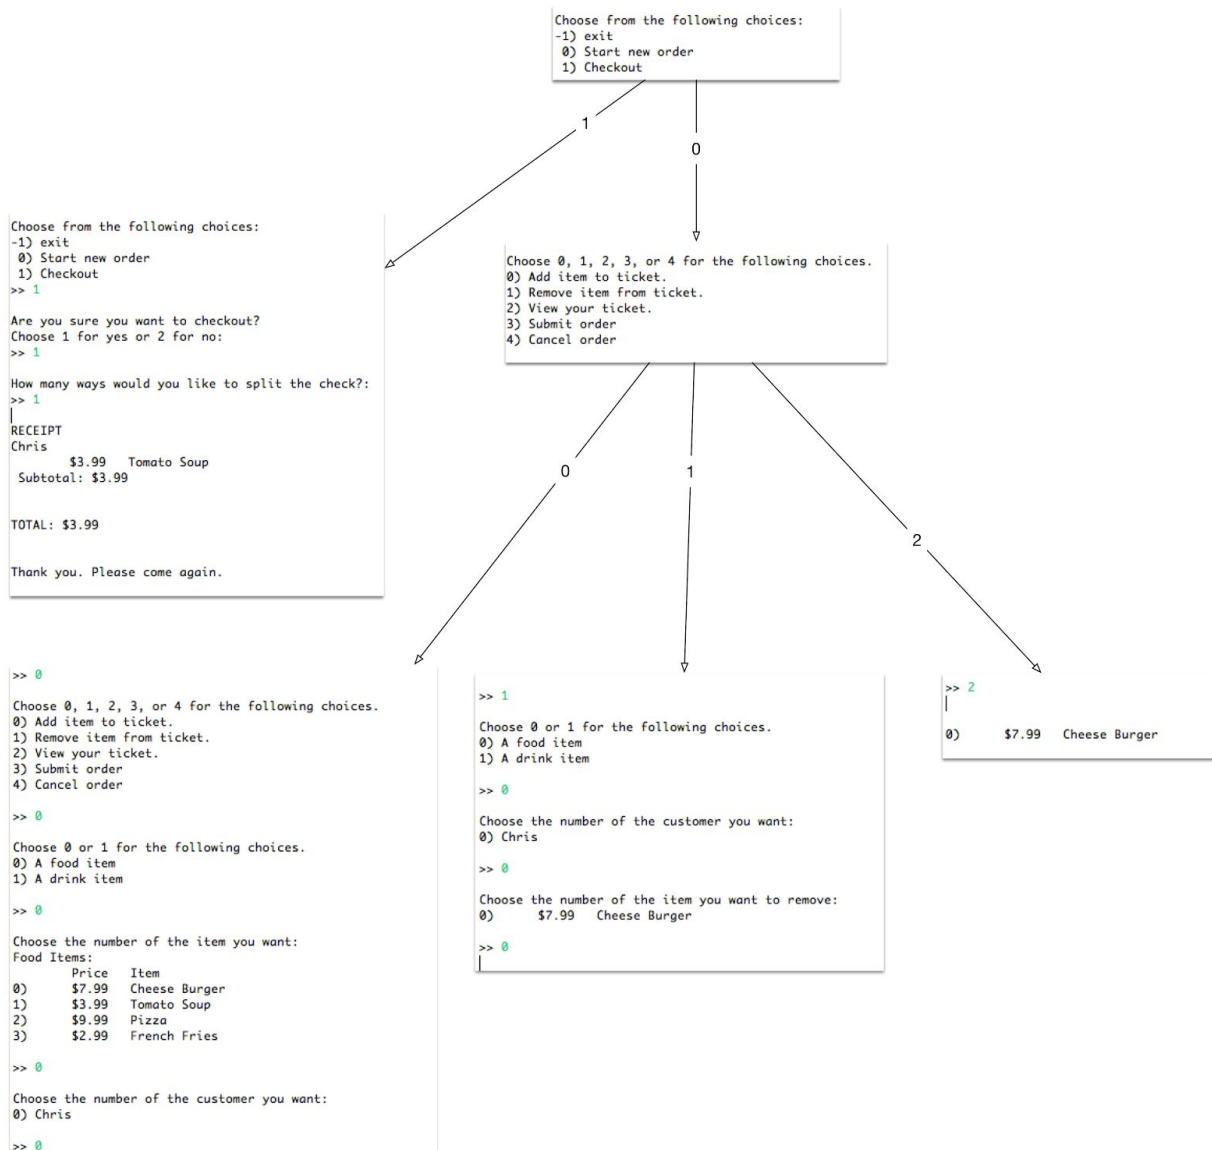 Choose from the following choices:
-1) exit
0) Start new order
1) Checkout
1
0
Choose from the following choices:
-1) exit
0) Start new order
1) Checkout
>> 1
Are you sure you want to checkout?
Choose 1 for yes or 2 for no:
>> 1
How many ways would you like to split the check?:
>> 1
RECEIPT
Chris
$3.99 Tomato Soup
Subtotal: $3.99
TOTAL: $3.99
Thank you. Please come again.
Choose 0, 1, 2, 3, or 4 for the following choices.
0) Add item to ticket.
1) Remove item from ticket.
2) View your ticket.
3) Submit order
4) Cancel order
0
1
2
>> 0
Choose 0, 1, 2, 3, or 4 for the following choices.
0) Add item to ticket.
1) Remove item from ticket.
2) View your ticket.
3) Submit order
4) Cancel order
>> 0
Choose 0 or 1 for the following choices.
0) A food item
1) A drink item
>> 0
Choose the number of the item you want:
Food Items:
Price Item
0) $7.99 Cheese Burger
1) $3.99 Tomato Soup
2) $9.99 Pizza
3) $2.99 French Fries
>> 0
Choose the number of the customer you want:
0) Chris
>> 0
>> 1
Choose 0 or 1 for the following choices.
0) A food item
1) A drink item
>> 0
Choose the number of the customer you want:
0) Chris
>> 0
Choose the number of the item you want to remove:
0) $7.99 Cheese Burger
>> 0
>> 2
0) $7.99 Cheese Burger